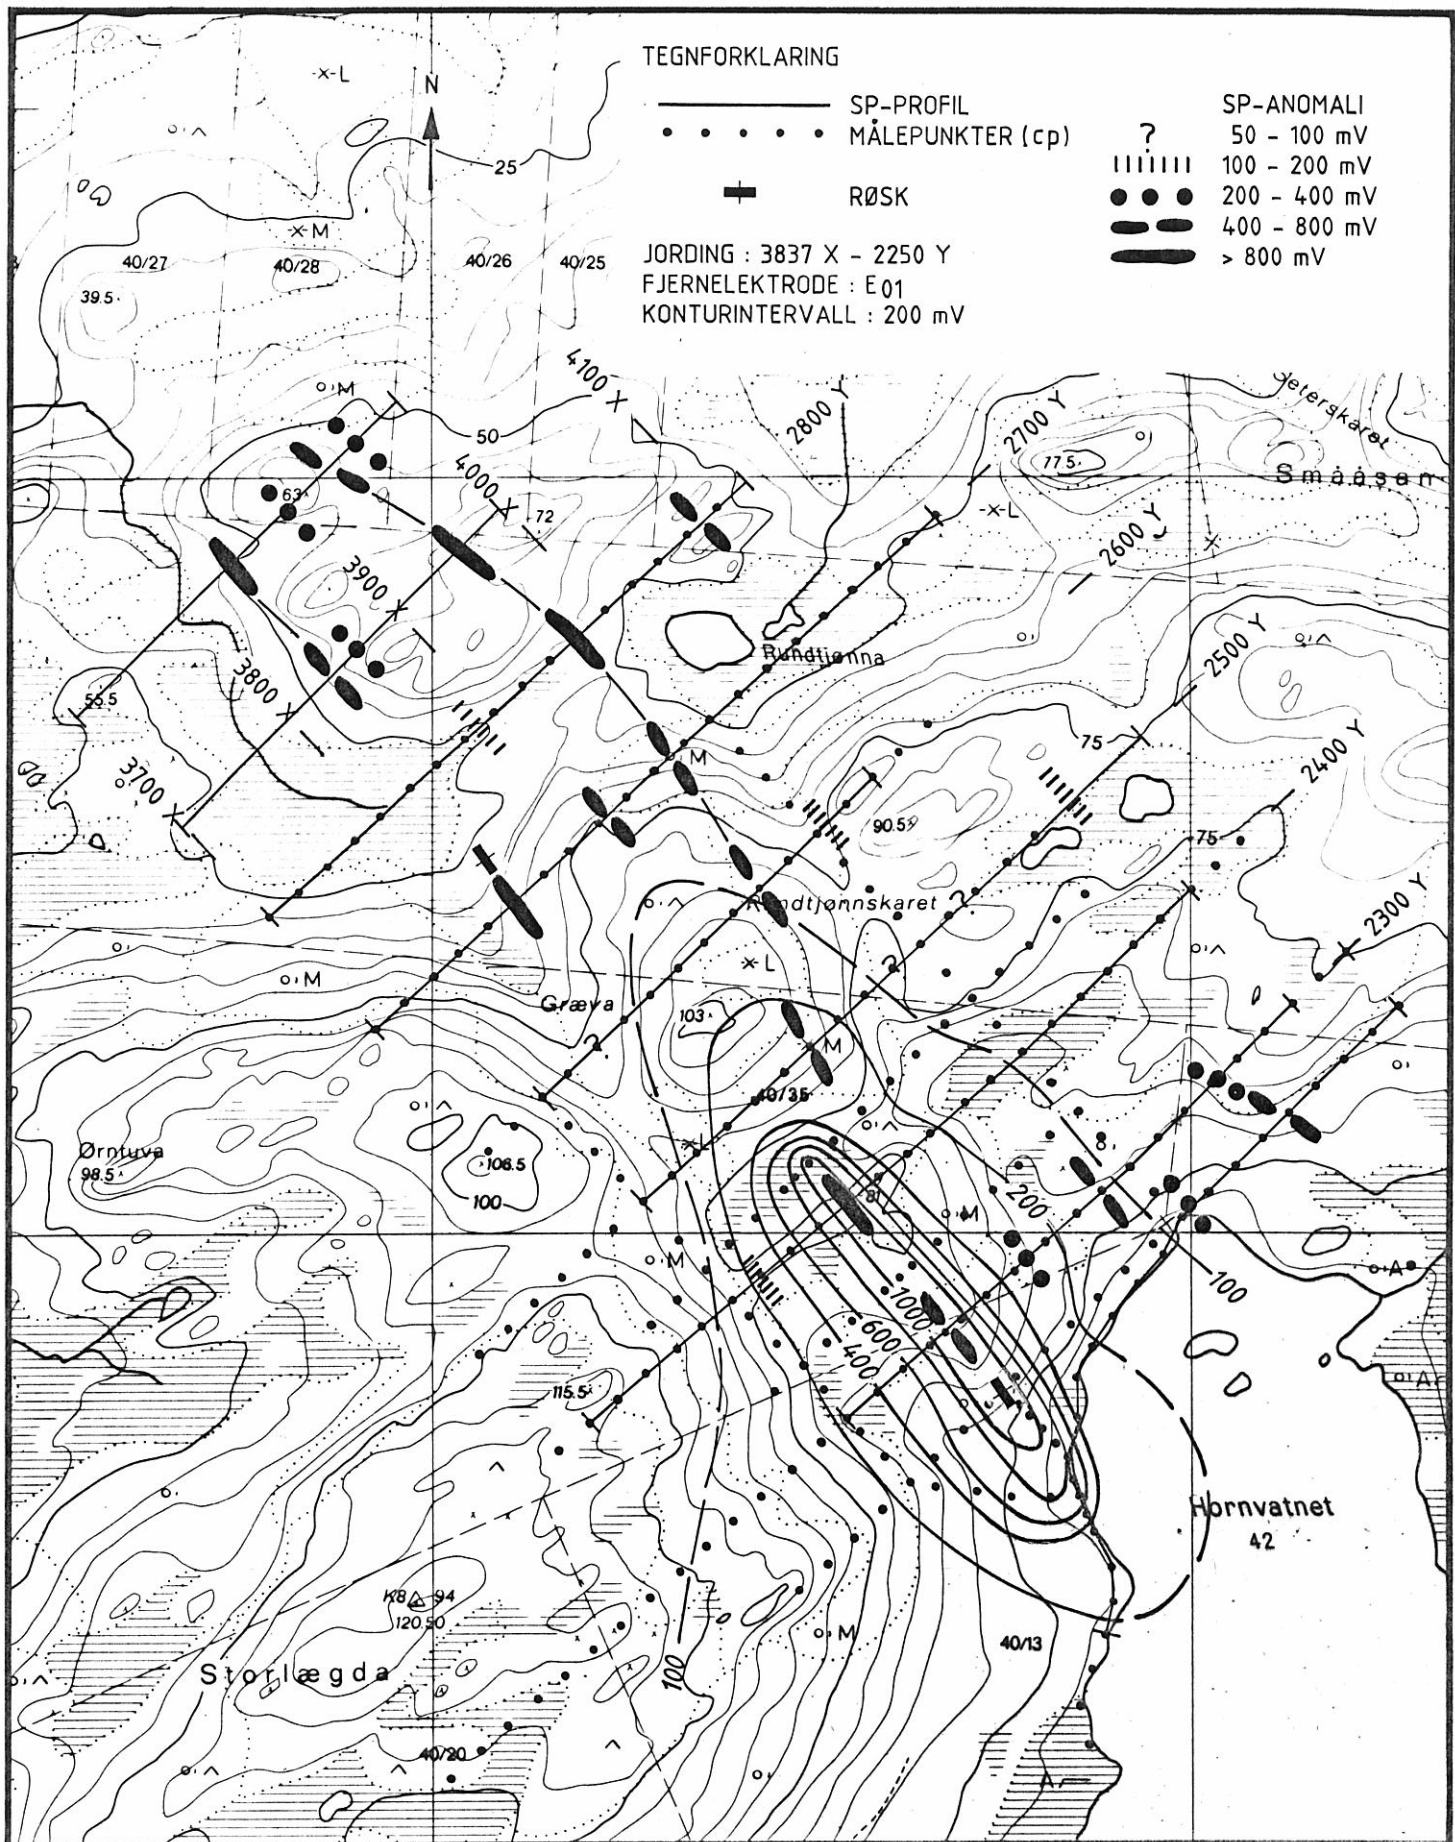 TEGNFORKLARING
SP-PROFIL
MÅLEPUNKTER (cp)
RØSK
JORDING : 3837 X - 2250 Y
FJERNELEKTRODE : E01
KONTURINTERVALL : 200 mV
SP-ANOMALI
? 50 - 100 mV
100 - 200 mV
200 - 400 mV
400 - 800 mV
> 800 mV
N
L
25
M
40/27
40/28
40/26
40/25
39.5
M
4100 X
50
2800 Y
2700 Y
77.5
Smååsen
4000 X
63
72
L
2600 Y
3900 X
Rundtjønna
2500 Y
3800 X
55.5
75
2400 Y
3700 X
M
90.5
75
Rundtjønnskaret
?
2300 Y
L
?
M
Græva
103
?
M
40/35
Ørntuva
98.5
L
106.5
100
81
200
M
M
100
A
1000
600
400
115.5
Hornvatnet
42
K8 94
120.50
M
40/13
Storlægda
100
40/20